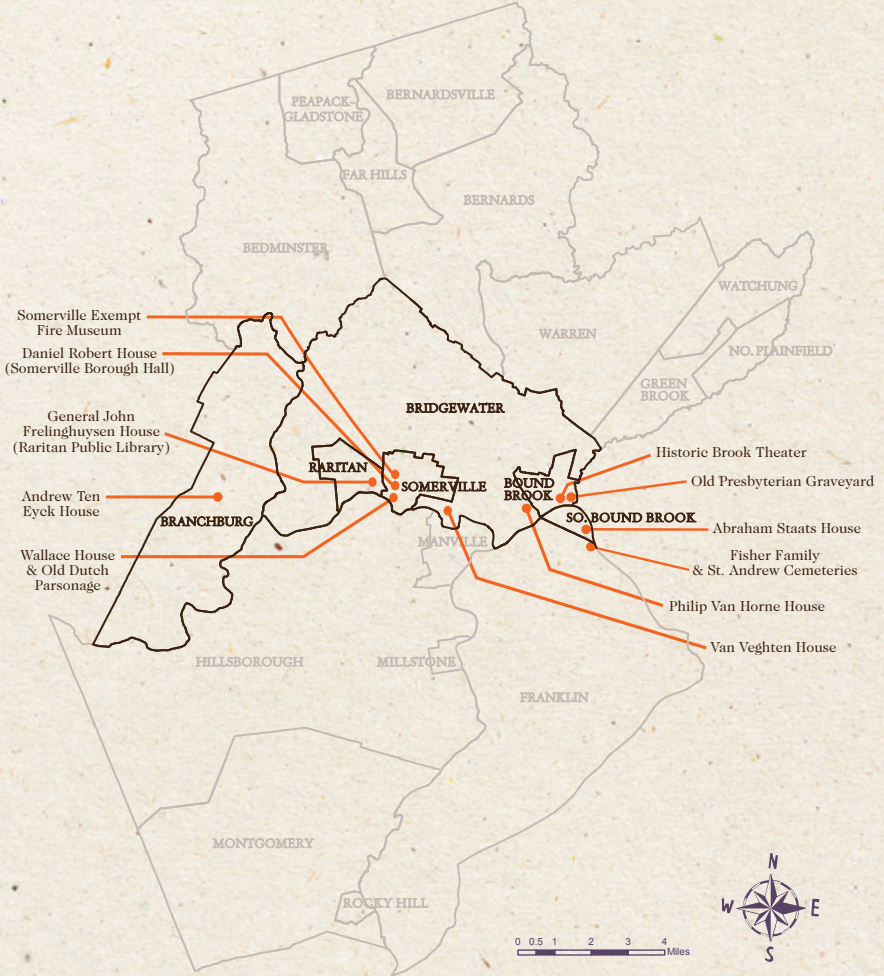 PEAPACK-
GLADSTONE
BERNARDSVILLE
FAR HILLS
BERNARDS
BEDMINSTER
WATCHUNG
WARREN
NO. PLAINFIELD
GREEN
BROOK
Somerville Exempt
Fire Museum
Daniel Robert House
(Somerville Borough Hall)
General John
Frelinghuysen House
(Raritan Public Library)
Andrew Ten
Eyck House
Wallace House
& Old Dutch
Parsonage
BRIDGEWATER
RARITAN
SOMERVILLE
BOUND
BROOK
BRANCHBURG
SO. BOUND BROOK
MANVILLE
Historic Brook Theater
Old Presbyterian Graveyard
Abraham Staats House
Fisher Family
& St. Andrew Cemeteries
Philip Van Horne House
Van Veghten House
HILLSBOROUGH
MILLSTONE
FRANKLIN
MONTGOMERY
ROCKY HILL
N
W
E
S
0 0.5 1 2 3 4
Miles